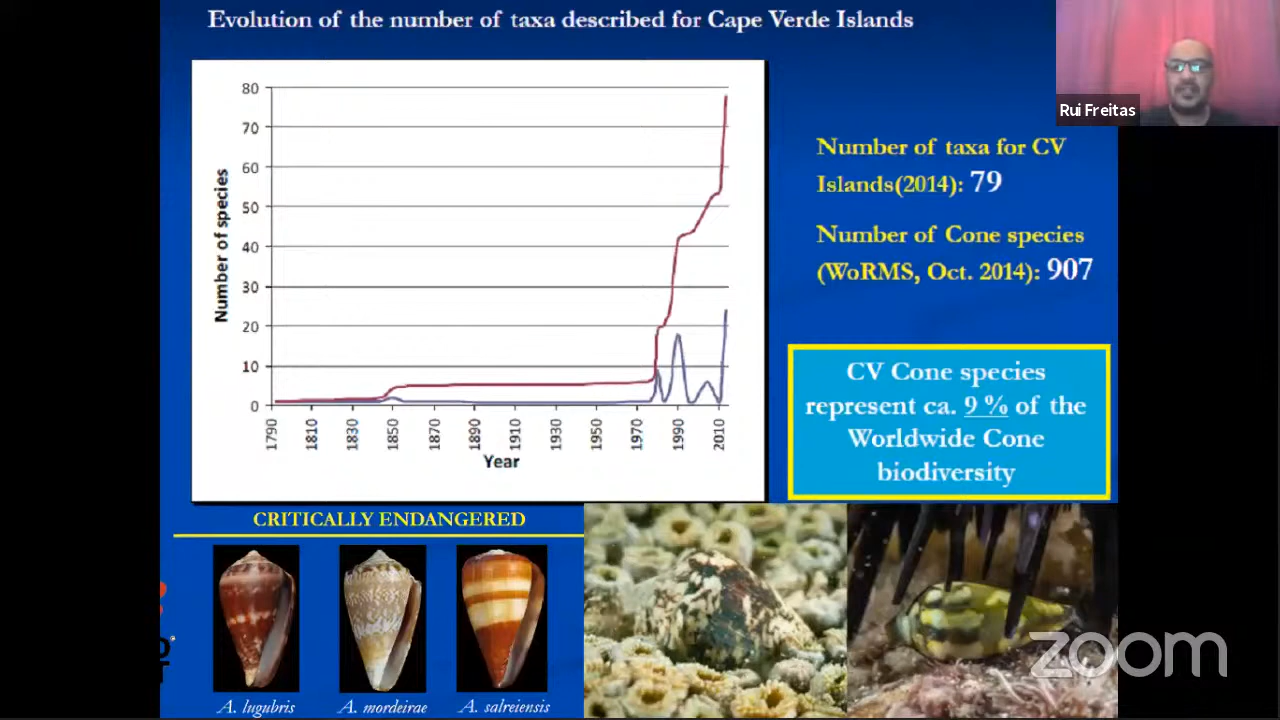 Evolution of the number of taxa described for Cape Verde Islands
Rui Freitas
80
70
60
50
40
30
20
10
0
Number of species
1790
1810
1830
1850
1870
1890
1910
1930
1950
1970
1990
2010
Year
Number of taxa for CV
Islands(2014): 79
Number of Cone species
(WoRMS, Oct. 2014): 907
CV Cone species
represent ca. 9 % of the
Worldwide Cone
biodiversity
CRITICALLY ENDANGERED
A. lugubris
A. mordeirae
A. salreiensis
zoom